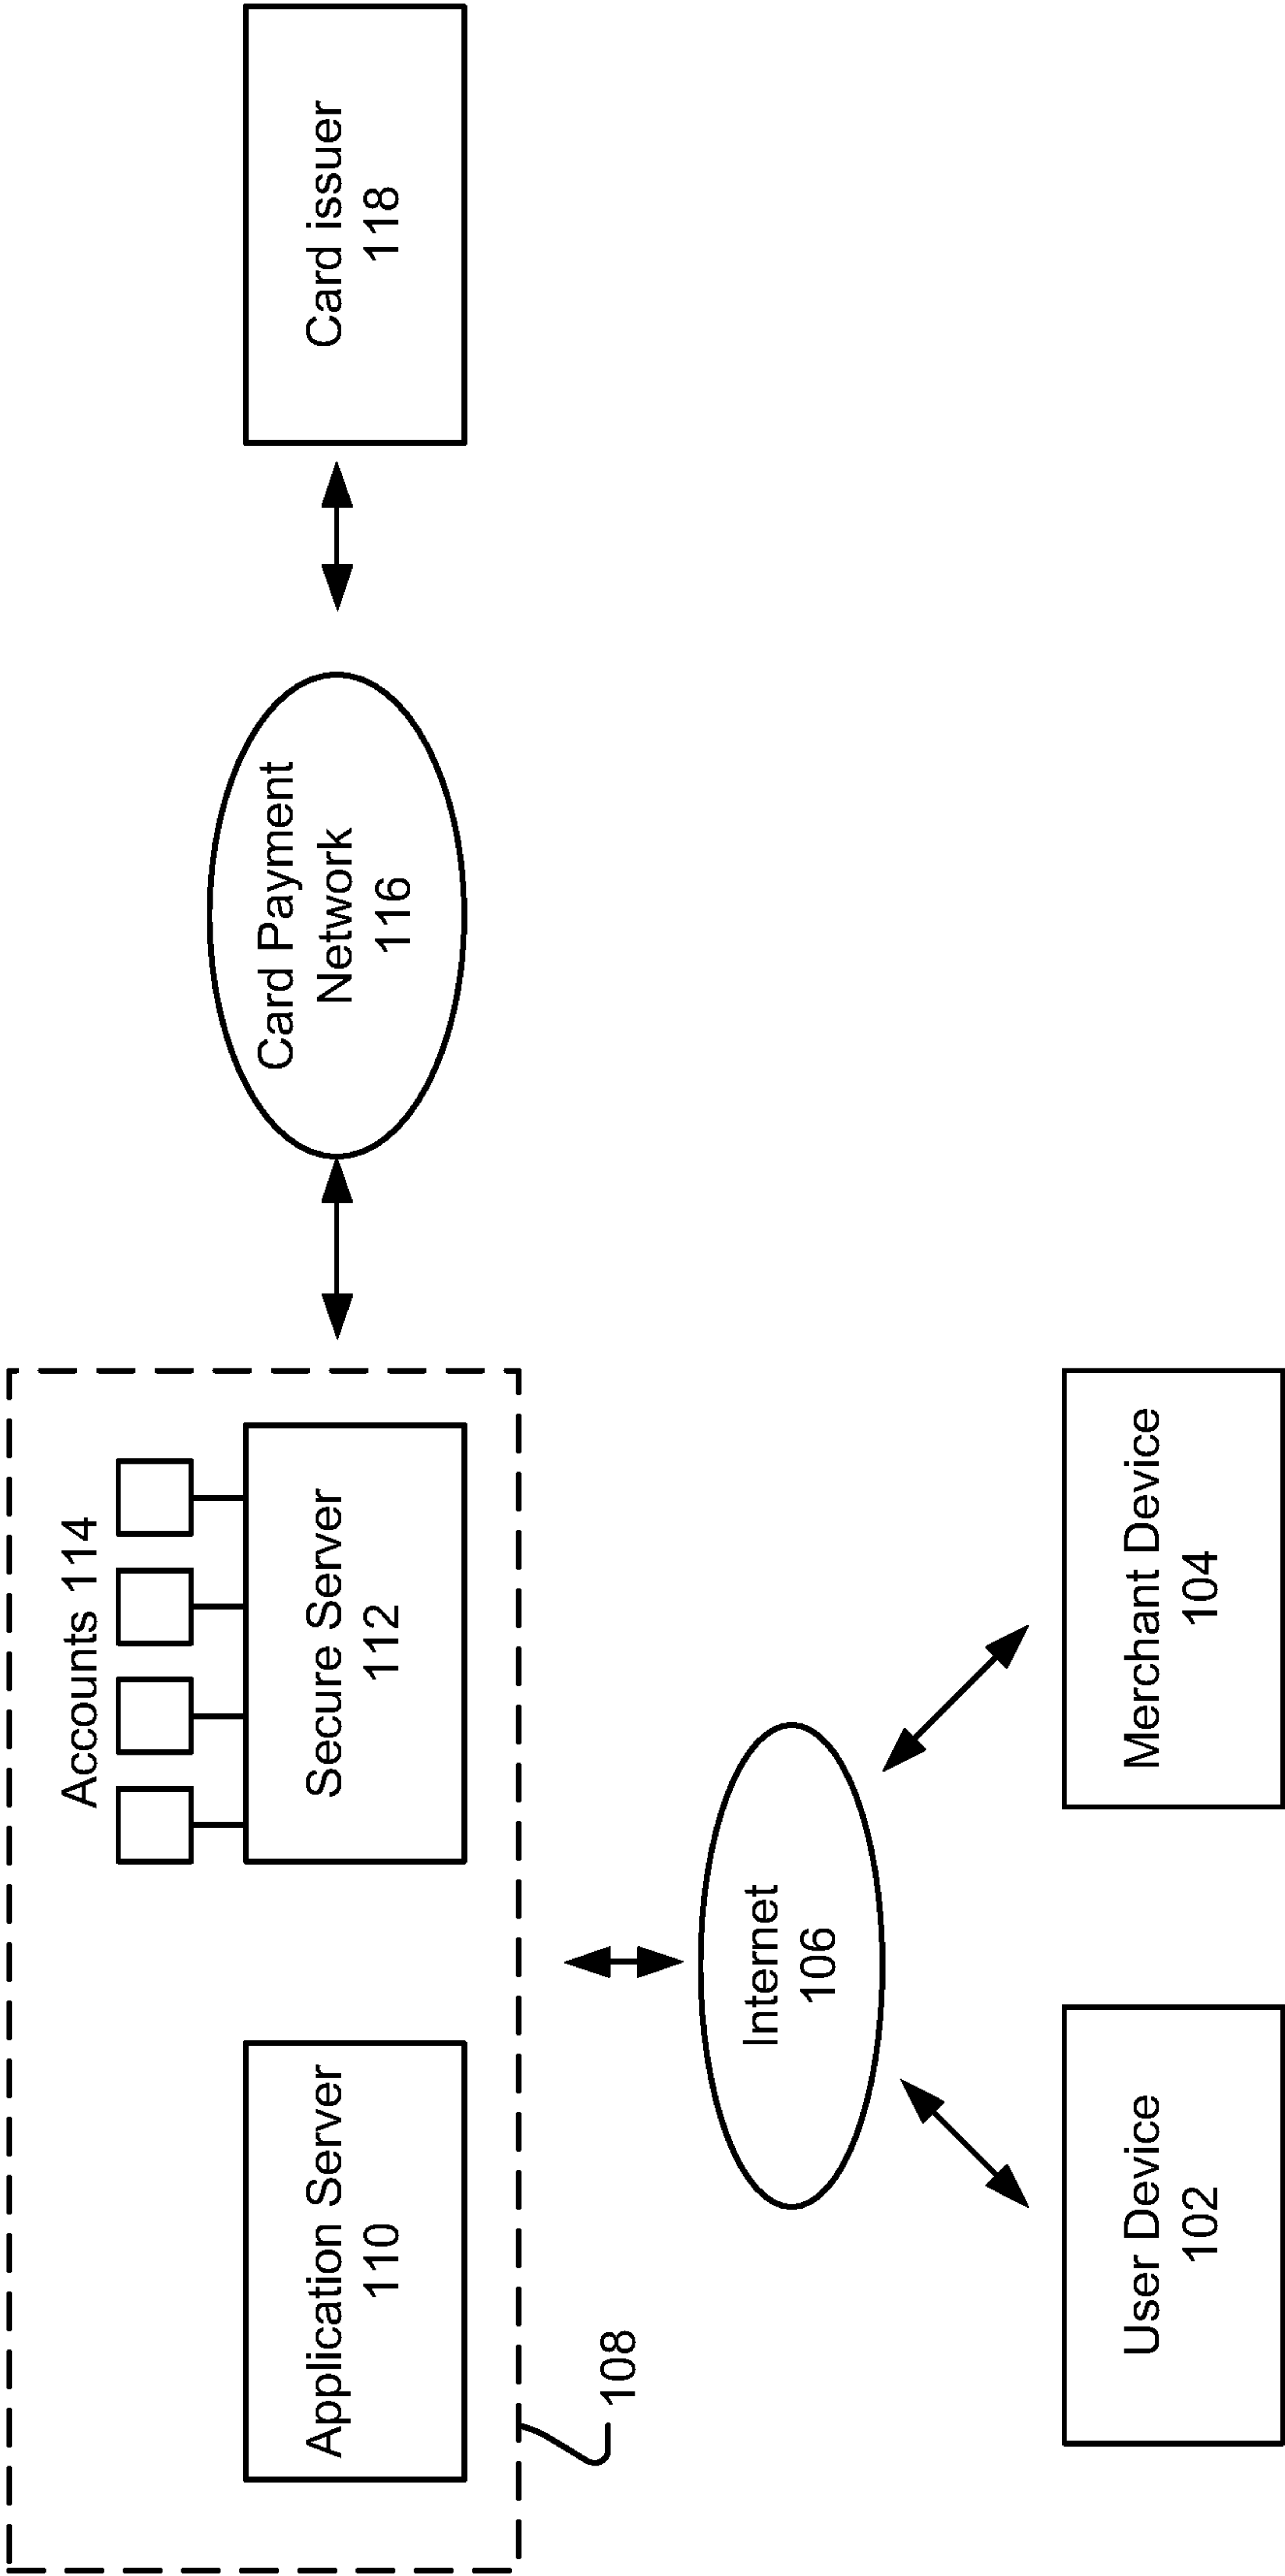 Accounts 114
Application Server
110
Secure Server
112
Card Payment
Network
116
Card issuer
118
108
Internet
106
User Device
102
Merchant Device
104